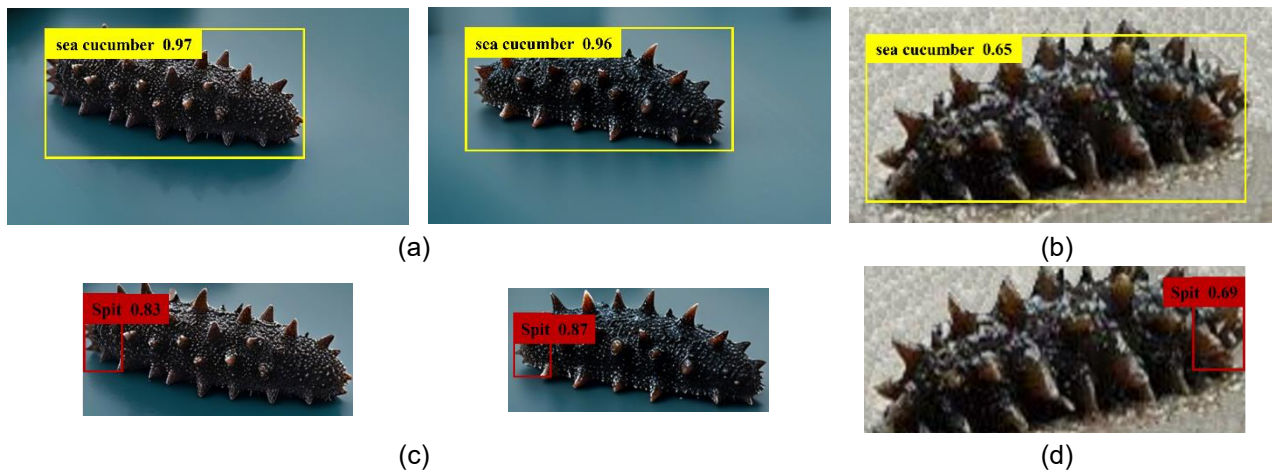 sea cucumber 0.97
sea cucumber 0.96
sea cucumber 0.65
(a)
(b)
Spit 0.83
Spit 0.87
Spit 0.69
(c)
(d)